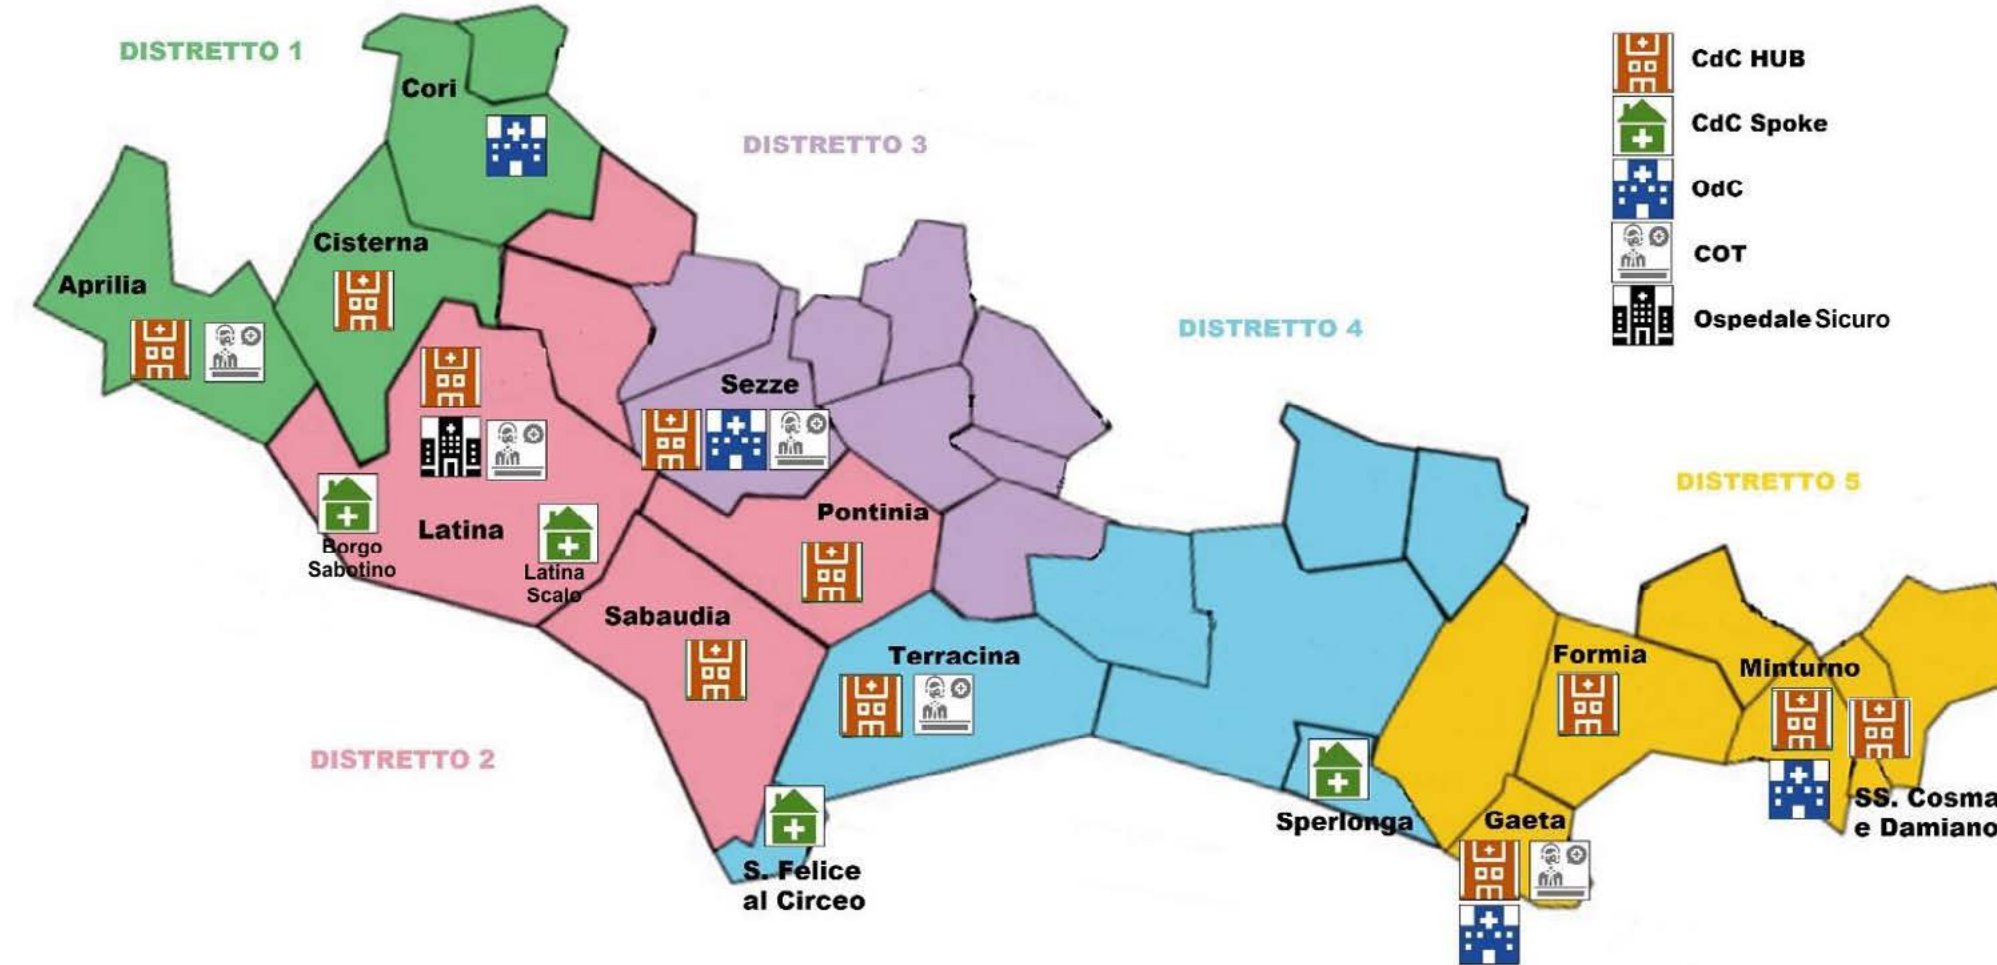 DISTRETTO 1
Cori
Cisterna
Aprilia
DISTRETTO 3
Sezze
Latina
Borgo
Sabotino
Latina
Scalo
Pontinia
Sabaudia
DISTRETTO 2
DISTRETTO 4
Terracina
S. Felice
al Circeo
Sperlonga
DISTRETTO 5
Formia
Minturno
SS. Cosma
e Damiano
Gaeta
CdC HUB
CdC Spoke
OdC
COT
Ospedale Sicuro